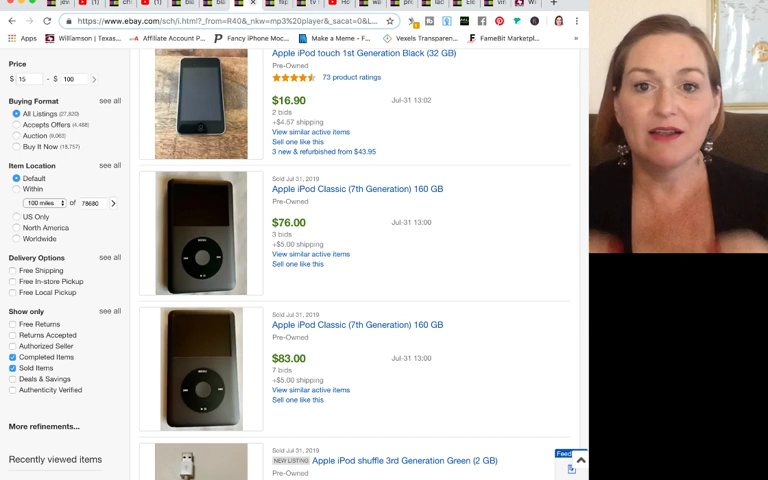 https://www.ebay.com/sch/i.html?_from=R40&_nkw=mp3%20player&_sacat=0&L...
Apps
Williamson | Texas...
Affiliate Account P...
Fancy iPhone Moc...
Make a Meme - F...
Vexels Transparen...
FameBit Marketpl...
»
Price
$ 15 - $ 100
Buying Format
see all
All Listings (27,820)
Accepts Offers (4,488)
Auction (9,063)
Buy It Now (18,757)
Item Location
see all
Default
Within
100 miles of 78680
US Only
North America
Worldwide
Delivery Options
see all
Free Shipping
Free In-store Pickup
Free Local Pickup
Show only
see all
Free Returns
Returns Accepted
Authorized Seller
Completed Items
Sold Items
Deals & Savings
Authenticity Verified
More refinements...
Recently viewed items
Apple iPod touch 1st Generation Black (32 GB)
Pre-Owned
73 product ratings
$16.90
Jul-31 13:02
2 bids
+$4.57 shipping
View similar active items
Sell one like this
3 new & refurbished from $43.95
Sold Jul 31, 2019
Apple iPod Classic (7th Generation) 160 GB
Pre-Owned
$76.00
Jul-31 13:00
3 bids
+$5.00 shipping
View similar active items
Sell one like this
Sold Jul 31, 2019
Apple iPod Classic (7th Generation) 160 GB
Pre-Owned
$83.00
Jul-31 13:00
7 bids
+$5.00 shipping
View similar active items
Sell one like this
Sold Jul 31, 2019
NEW LISTING Apple iPod shuffle 3rd Generation Green (2 GB)
Pre-Owned